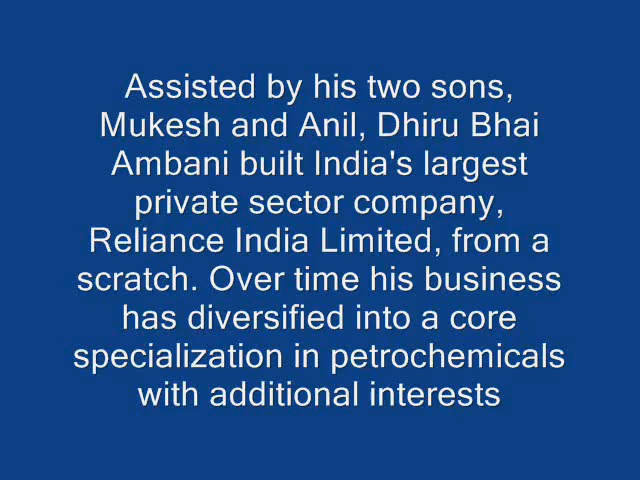 Assisted by his two sons,
Mukesh and Anil, Dhiru Bhai
Ambani built India's largest
private sector company,
Reliance India Limited, from a
scratch. Over time his business
has diversified into a core
specialization in petrochemicals
with additional interests